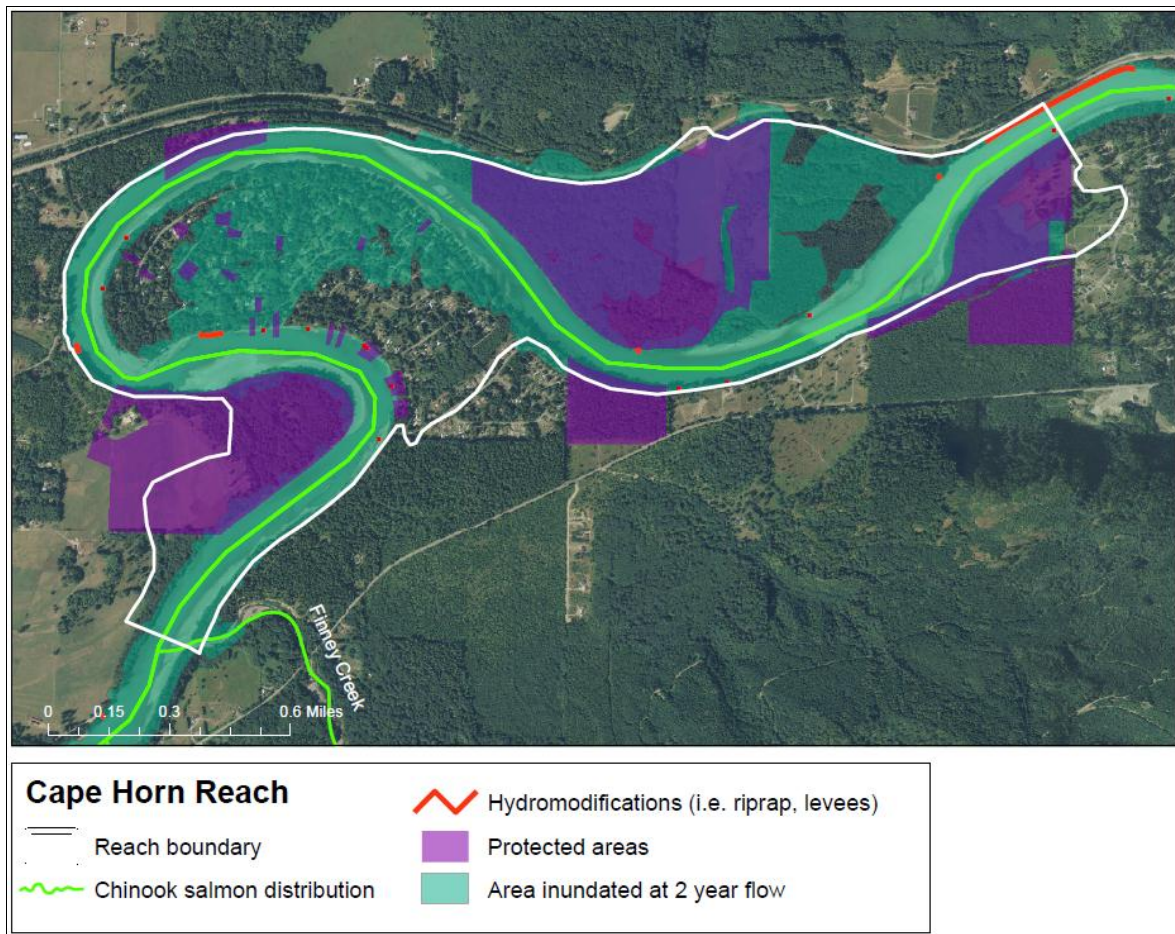 Finney Creek
0 0.15 0.3 0.6 Miles
Cape Horn Reach
Reach boundary
Chinook salmon distribution
Hydromodifications (i.e. riprap, levees)
Protected areas
Area inundated at 2 year flow